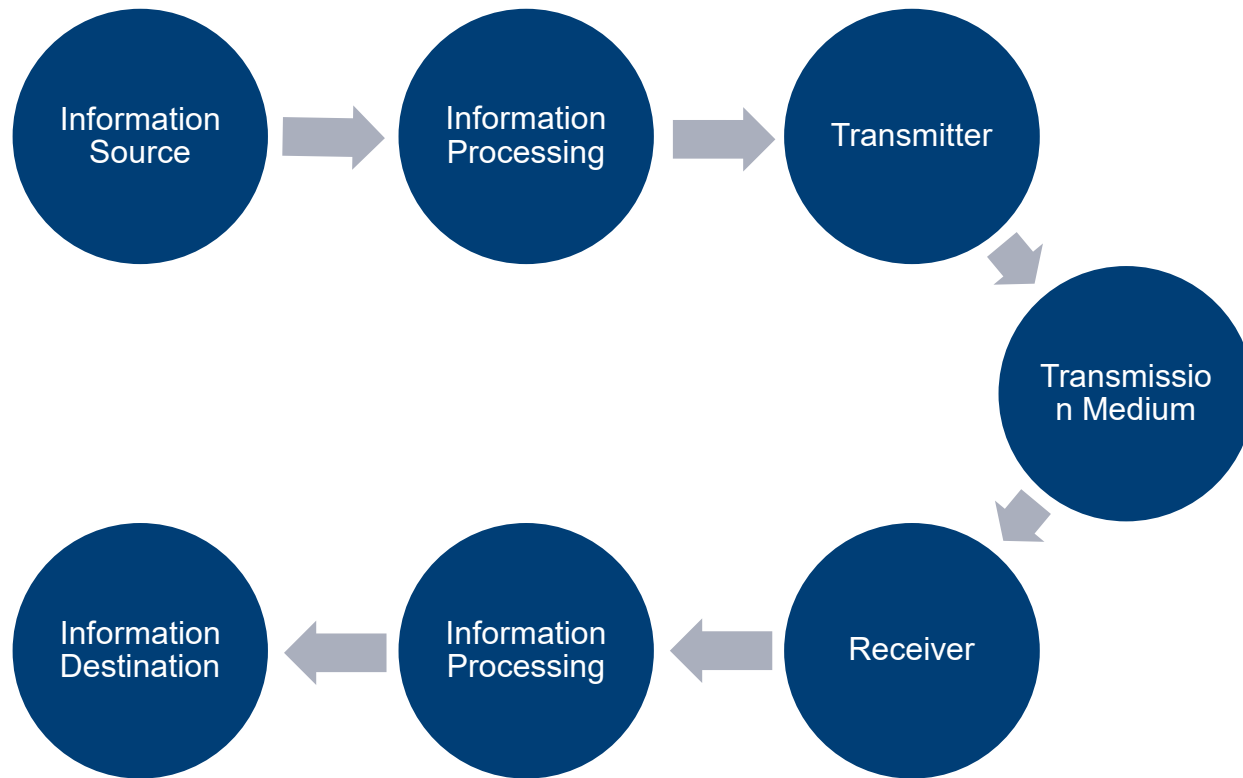 Information
Source
Information
Processing
Transmitter
Transmissio
n Medium
Receiver
Information
Processing
Information
Destination